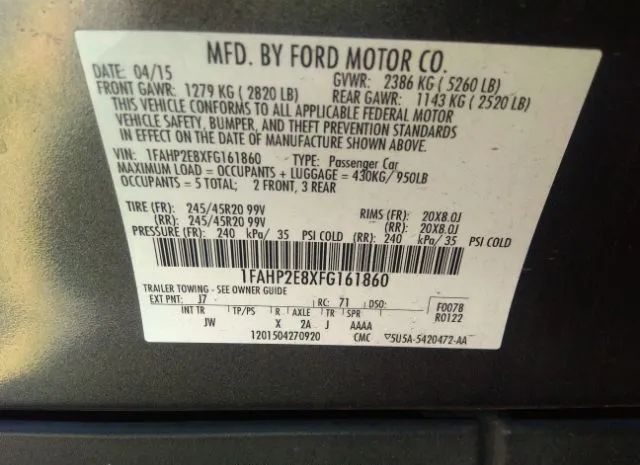 MFD. BY FORD MOTOR CO.
DATE: 04/15 GVWR: 2386 KG ( 5260 LB)
FRONT GAWR: 1279 KG ( 2820 LB) REAR GAWR: 1143 KG ( 2520 LB)
THIS VEHICLE CONFORMS TO ALL APPLICABLE FEDERAL MOTOR
VEHICLE SAFETY, BUMPER, AND THEFT PREVENTION STANDARDS
IN EFFECT ON THE DATE OF MANUFACTURE SHOWN ABOVE.
VIN: 1FAHP2E8XFG161860 TYPE: Passenger Car
MAXIMUM LOAD = OCCUPANTS + LUGGAGE = 430KG/ 950LB
OCCUPANTS = 5 TOTAL; 2 FRONT, 3 REAR
TIRE (FR): 245/45R20 99V RIMS (FR): 20X8.0J
(RR): 245/45R20 99V (RR): 20X8.0J
PRESSURE (FR): 240 kPa/ 35 PSI COLD (RR): 240 kPa/ 35 PSI COLD
1FAHP2E8XFG161860
TRAILER TOWING - SEE OWNER GUIDE
EXT PNT: J7 RC: 71 DSO: F0078
INT TR TP/PS R AXLE TR SPR R0122
JW X 2A J AAAA
1201504270920 CMC ▽5U5A-5420472-AA